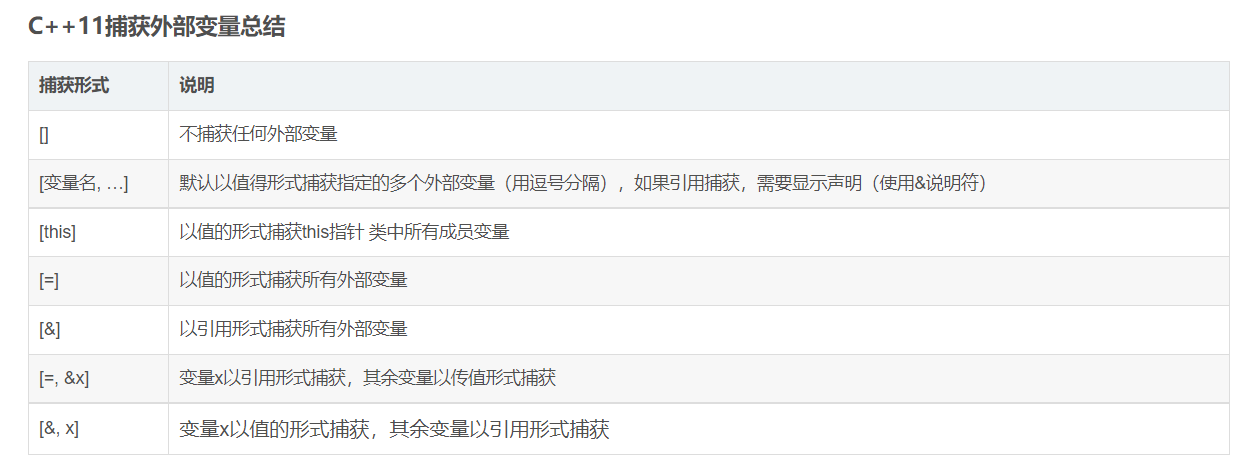 C++11捕获外部变量总结
捕获形式 说明
[] 不捕获任何外部变量
[变量名, …] 默认以值得形式捕获指定的多个外部变量（用逗号分隔），如果引用捕获，需要显示声明（使用&说明符）
[this] 以值的形式捕获this指针 类中所有成员变量
[=] 以值的形式捕获所有外部变量
[&] 以引用形式捕获所有外部变量
[=, &x] 变量x以引用形式捕获，其余变量以传值形式捕获
[&, x] 变量x以值的形式捕获，其余变量以引用形式捕获